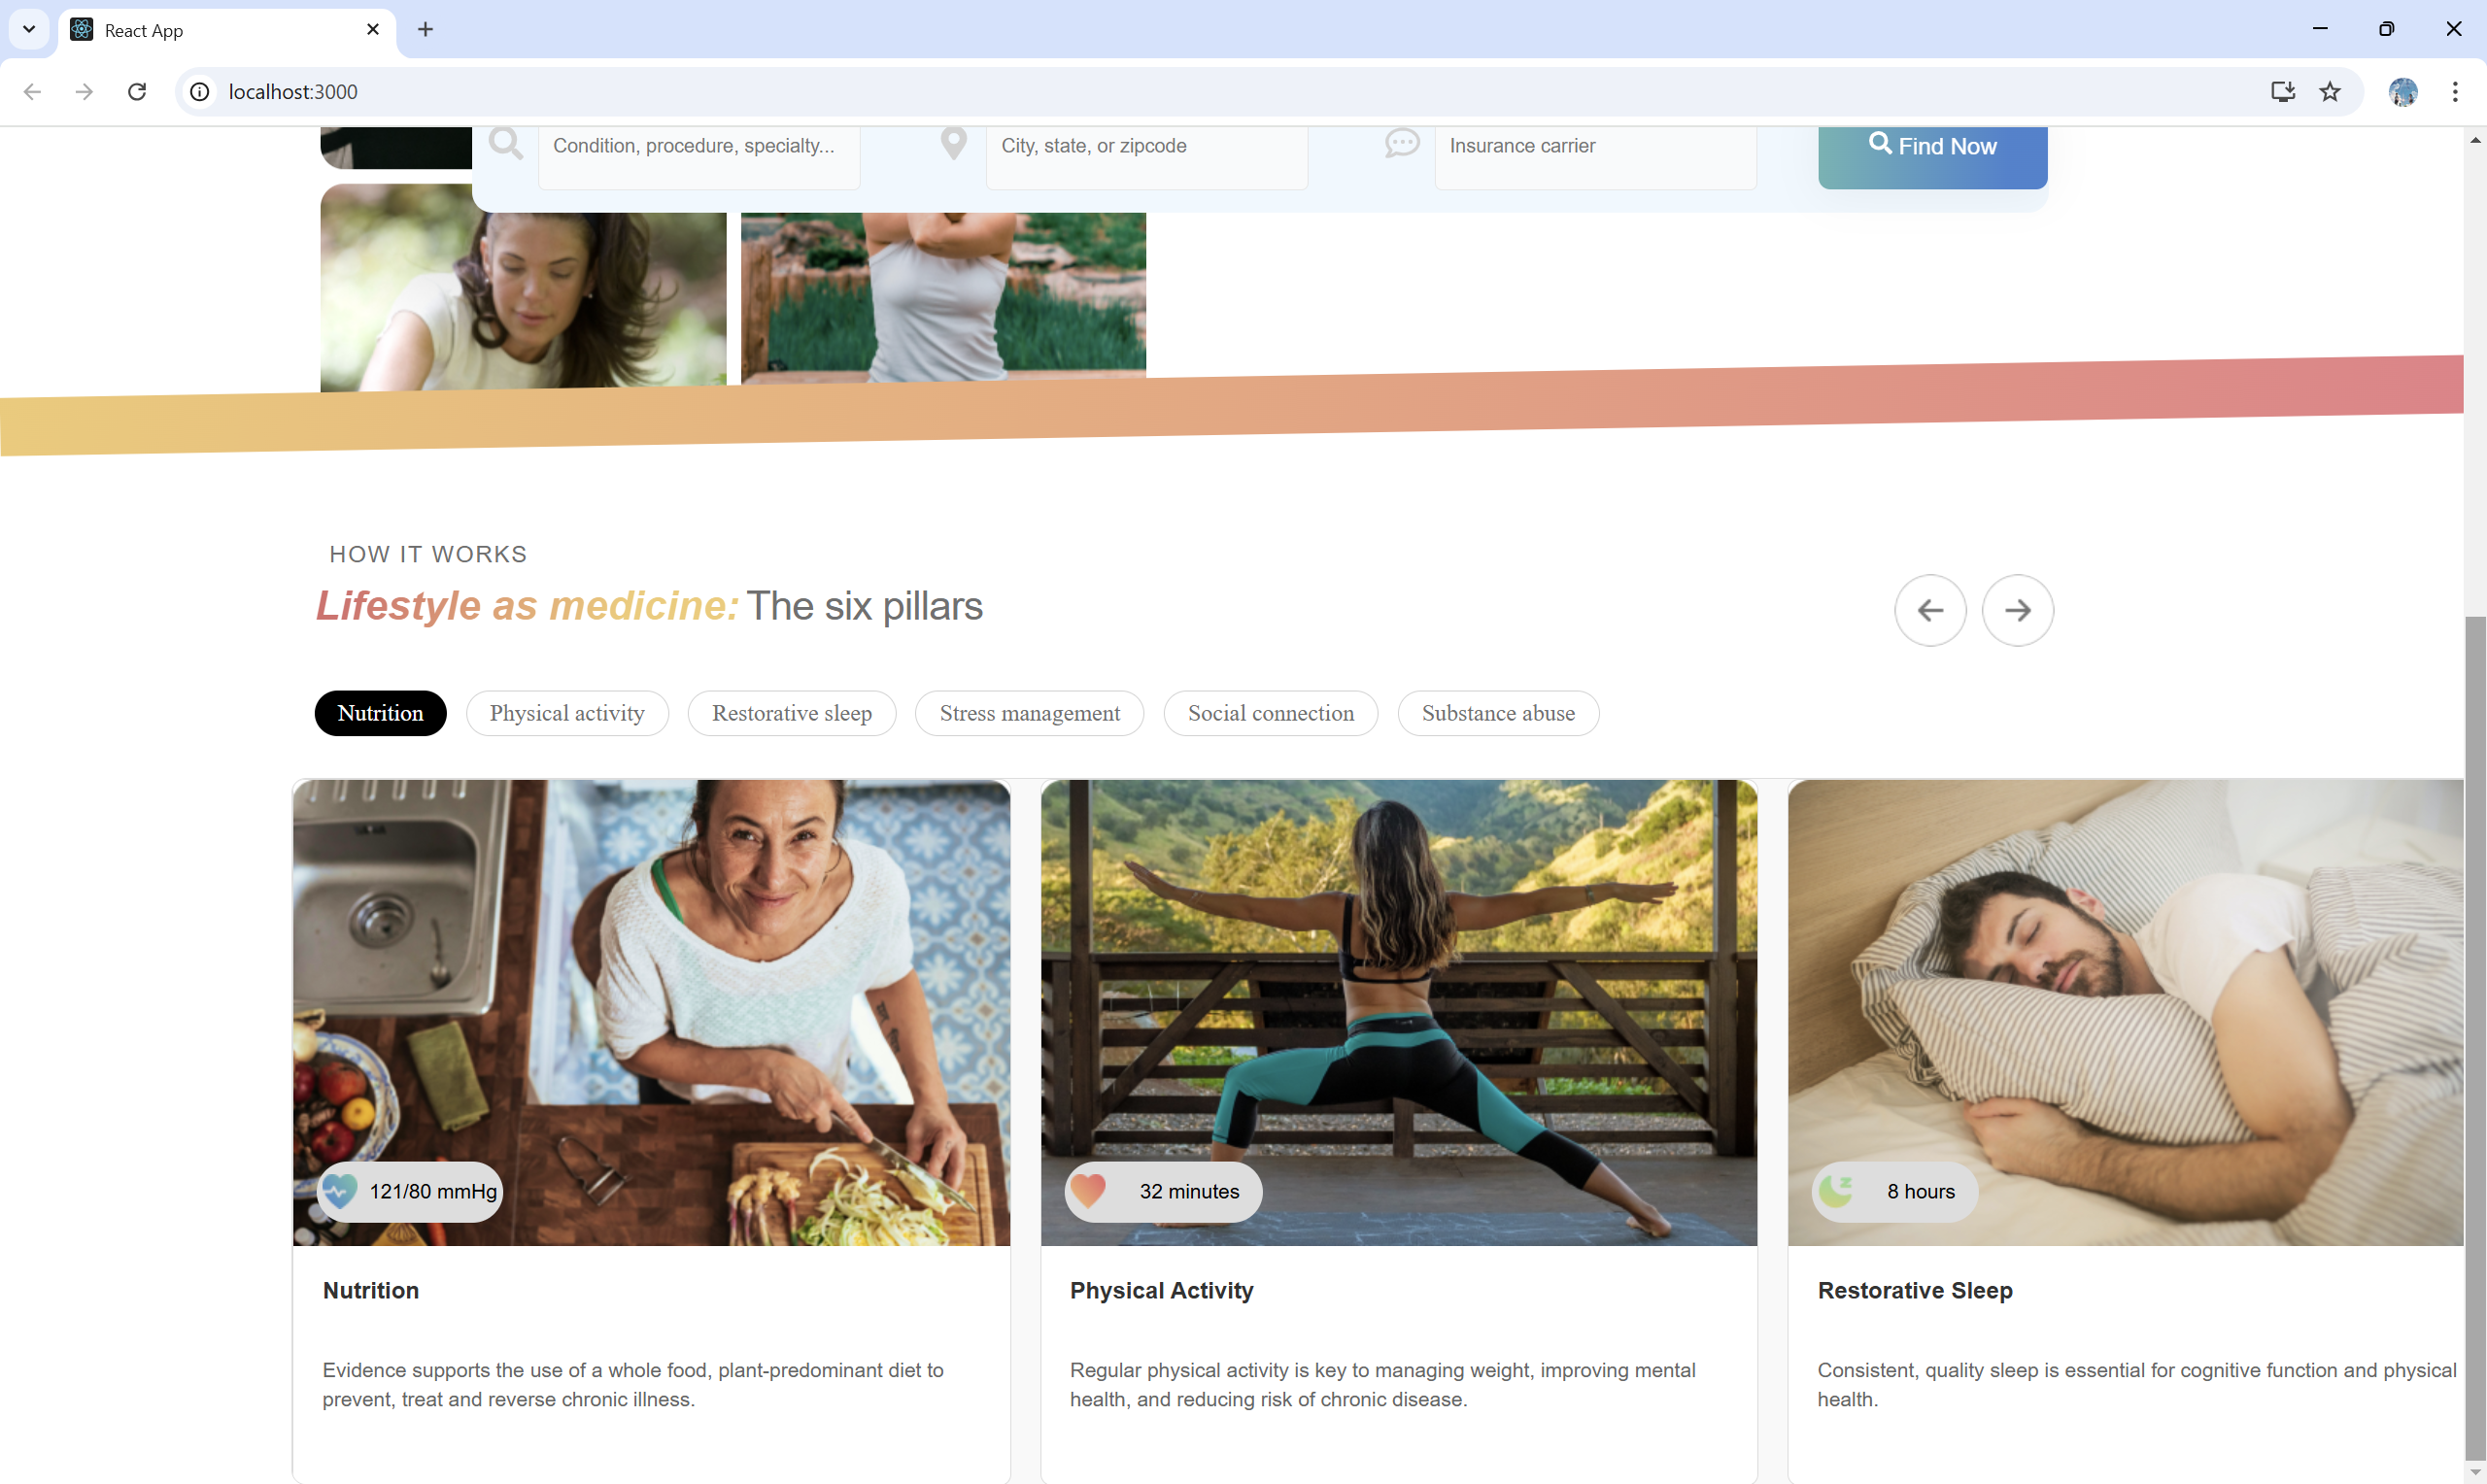 React App
localhost:3000
Condition, procedure, specialty...
City, state, or zipcode
Insurance carrier
Find Now
HOW IT WORKS
Lifestyle as medicine: The six pillars
Nutrition
Physical activity
Restorative sleep
Stress management
Social connection
Substance abuse
121/80 mmHg
32 minutes
8 hours
Nutrition
Evidence supports the use of a whole food, plant-predominant diet to
prevent, treat and reverse chronic illness.
Physical Activity
Regular physical activity is key to managing weight, improving mental
health, and reducing risk of chronic disease.
Restorative Sleep
Consistent, quality sleep is essential for cognitive function and physical
health.